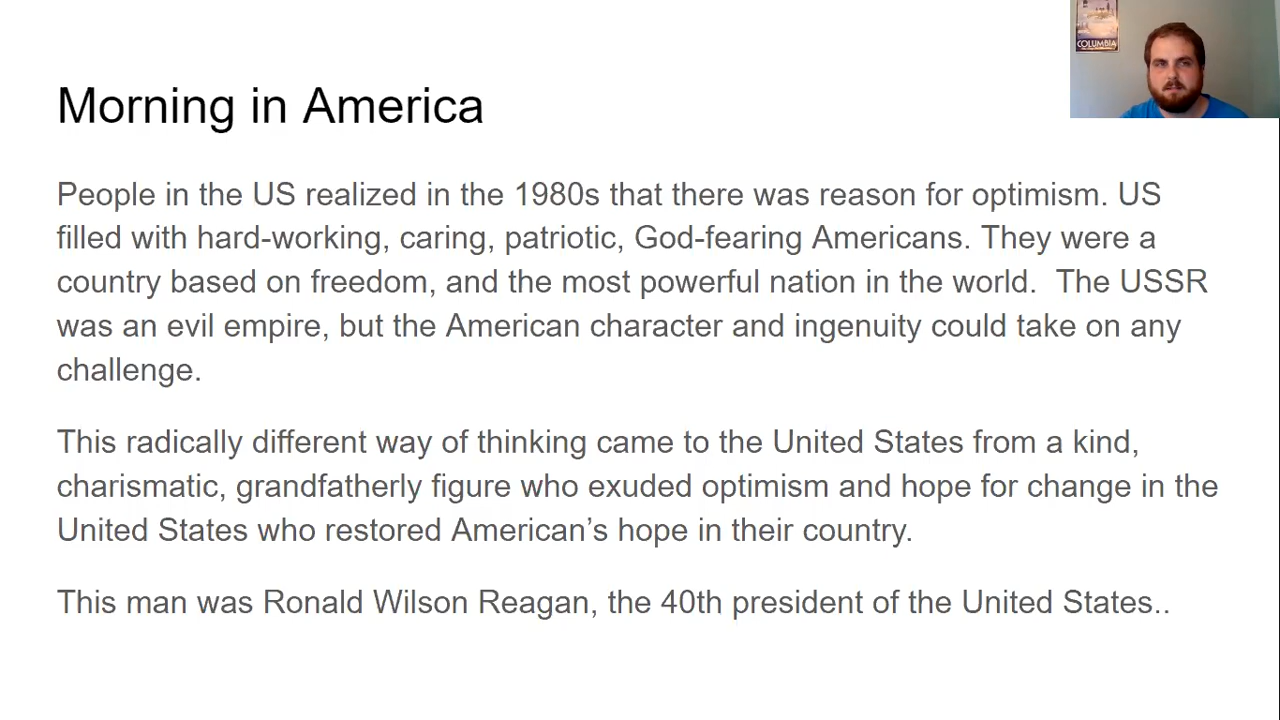 COLUMBIA
Morning in America
People in the US realized in the 1980s that there was reason for optimism. US
filled with hard-working, caring, patriotic, God-fearing Americans. They were a
country based on freedom, and the most powerful nation in the world.  The USSR
was an evil empire, but the American character and ingenuity could take on any
challenge.
This radically different way of thinking came to the United States from a kind,
charismatic, grandfatherly figure who exuded optimism and hope for change in the
United States who restored American’s hope in their country.
This man was Ronald Wilson Reagan, the 40th president of the United States..